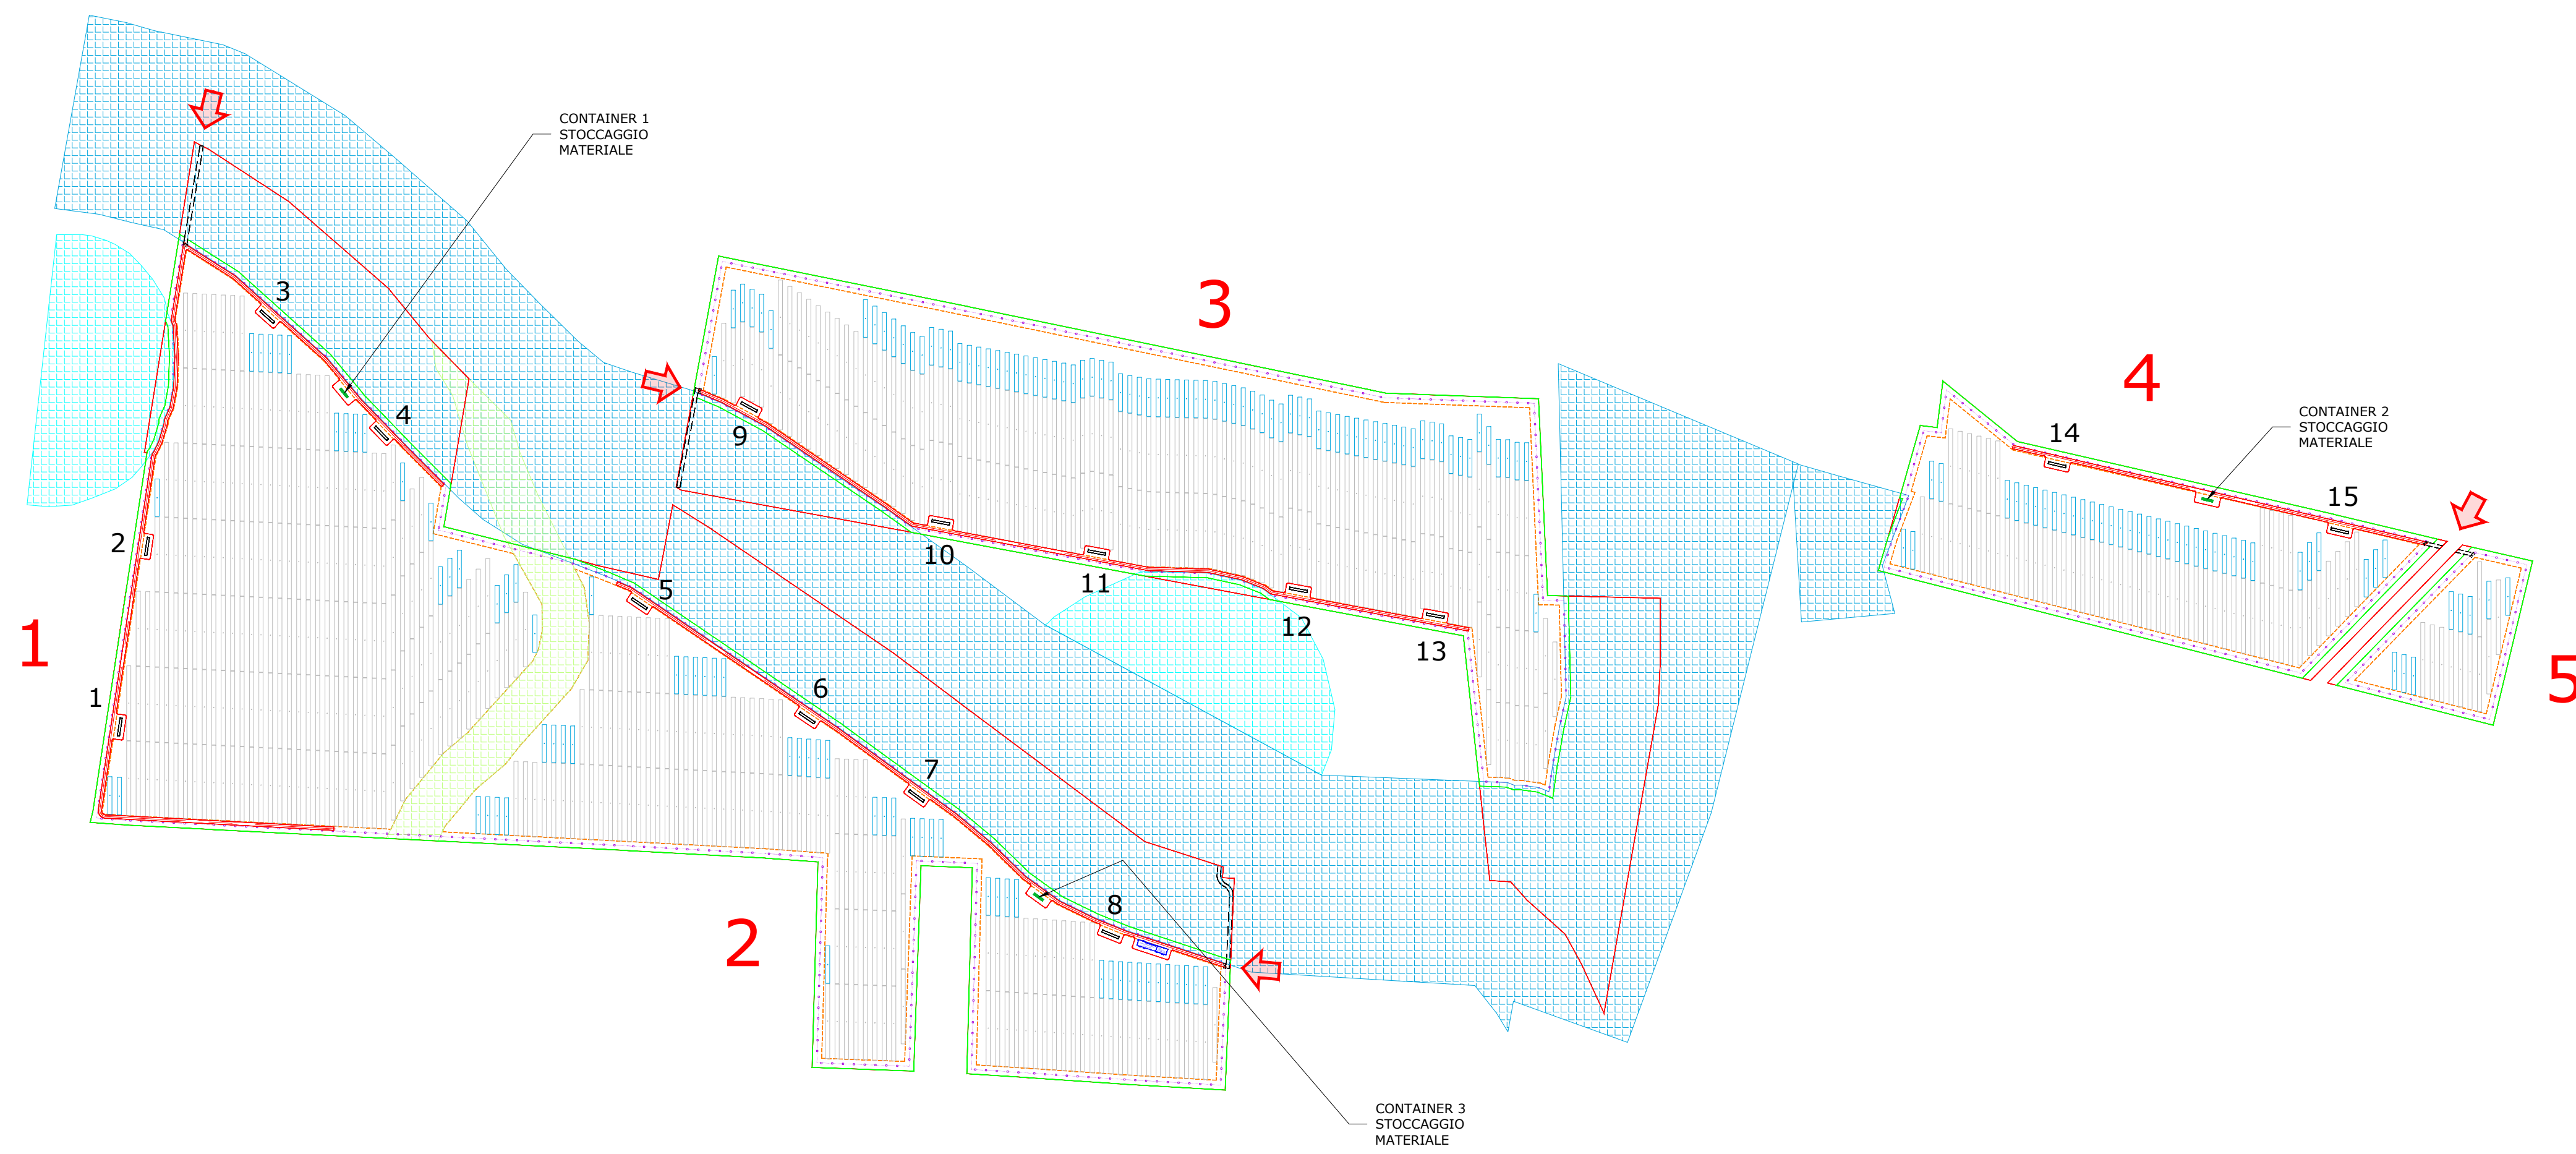 CONTAINER 1
STOCCAGGIO
MATERIALE
3
3
4
CONTAINER 2
STOCCAGGIO
MATERIALE
4
14
9
15
2
10
11
5
12
13
1
5
6
1
7
8
2
CONTAINER 3
STOCCAGGIO
MATERIALE